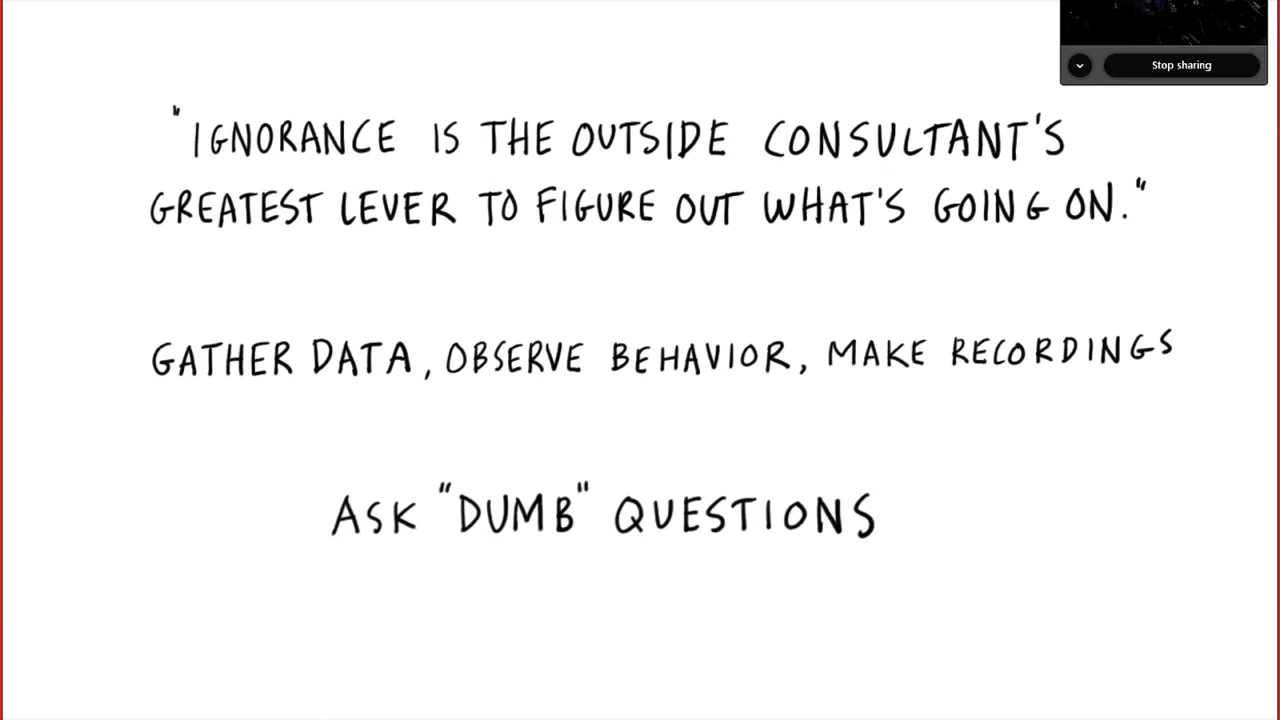 Stop sharing
"IGNORANCE IS THE OUTSIDE CONSULTANT'S
GREATEST LEVER TO FIGURE OUT WHAT'S GOING ON."
GATHER DATA, OBSERVE BEHAVIOR, MAKE RECORDINGS
ASK "DUMB" QUESTIONS